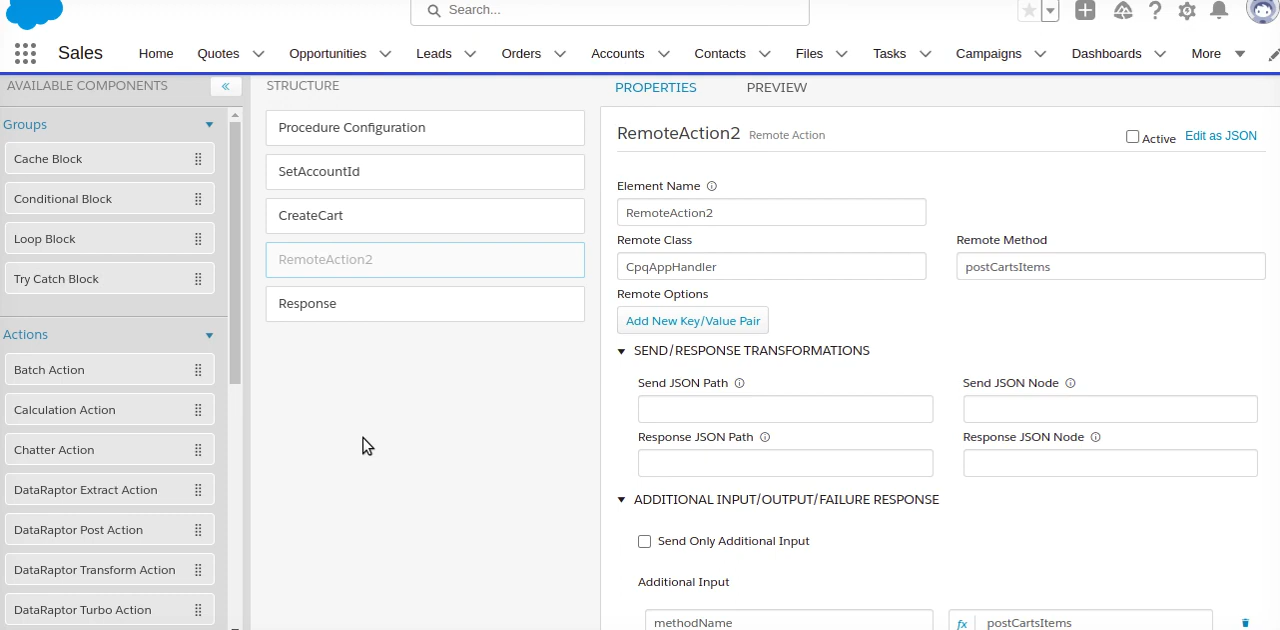 Search...
Sales
Home
Quotes
Opportunities
Leads
Orders
Accounts
Contacts
Files
Tasks
Campaigns
Dashboards
More
AVAILABLE COMPONENTS
«
Groups
Cache Block
Conditional Block
Loop Block
Try Catch Block
Actions
Batch Action
Calculation Action
Chatter Action
DataRaptor Extract Action
DataRaptor Post Action
DataRaptor Transform Action
DataRaptor Turbo Action
STRUCTURE
Procedure Configuration
SetAccountId
CreateCart
RemoteAction2
Response
PROPERTIES
PREVIEW
RemoteAction2 Remote Action
Active
Edit as JSON
Element Name
RemoteAction2
Remote Class
CpqAppHandler
Remote Method
postCartsItems
Remote Options
Add New Key/Value Pair
SEND/RESPONSE TRANSFORMATIONS
Send JSON Path
Send JSON Node
Response JSON Path
Response JSON Node
ADDITIONAL INPUT/OUTPUT/FAILURE RESPONSE
Send Only Additional Input
Additional Input
methodName
fx postCartsItems